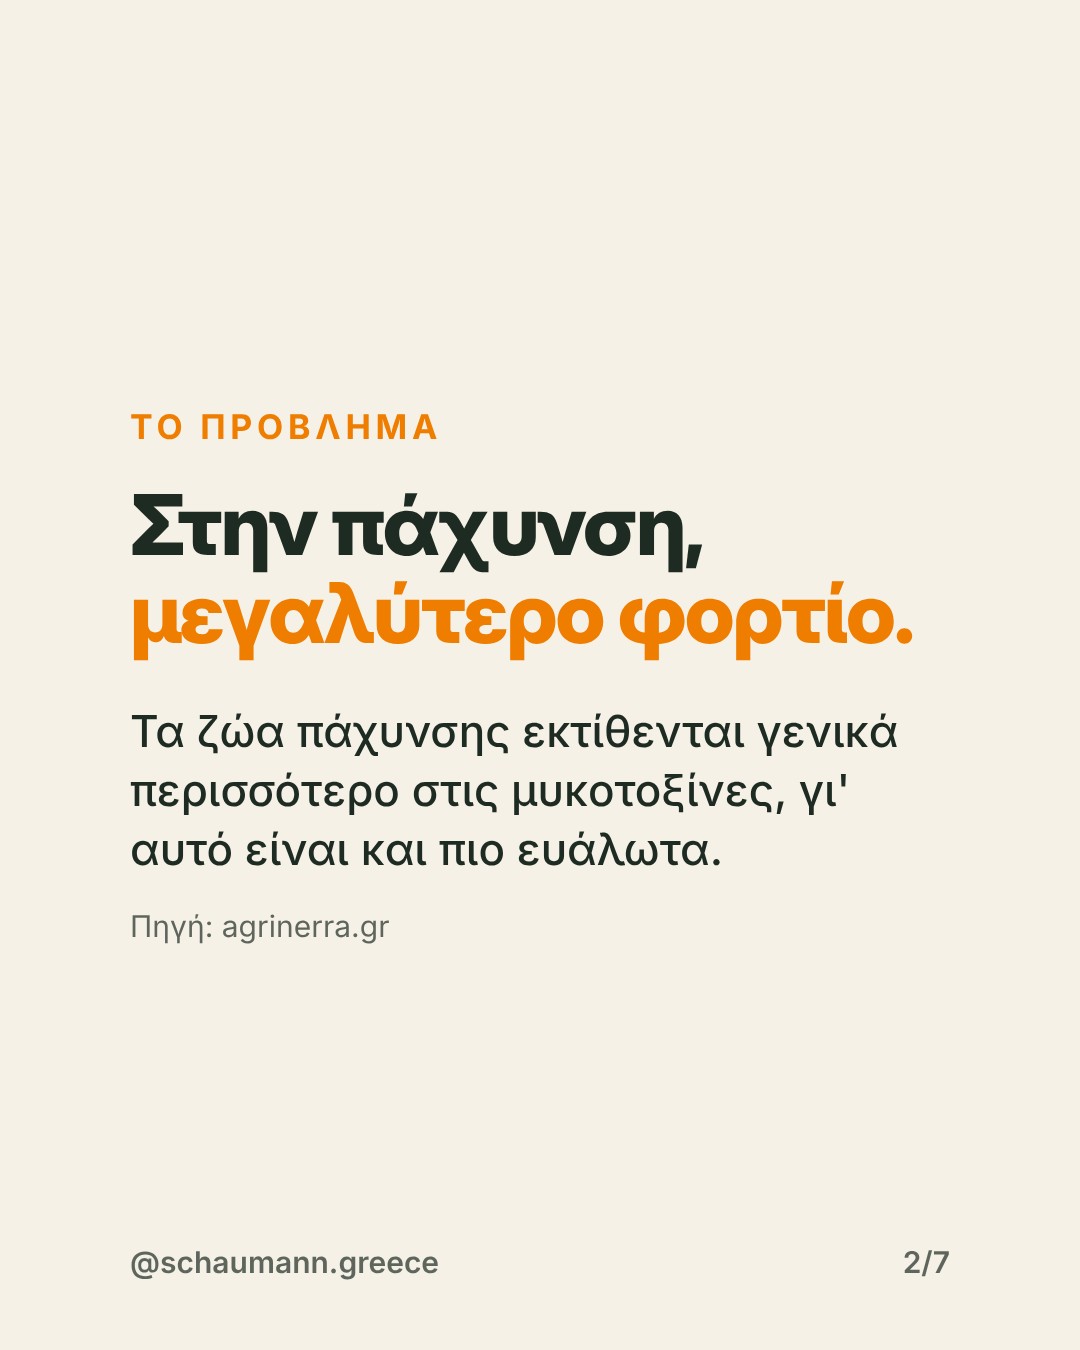 ΤΟ ΠΡΟΒΛΗΜΑ
Στην πάχυνση,
μεγαλύτερο φορτίο.
Τα ζώα πάχυνσης εκτίθενται γενικά
περισσότερο στις μυκοτοξίνες, γι'
αυτό είναι και πιο ευάλωτα.
Πηγή: agrinerra.gr
@schaumann.greece
2/7